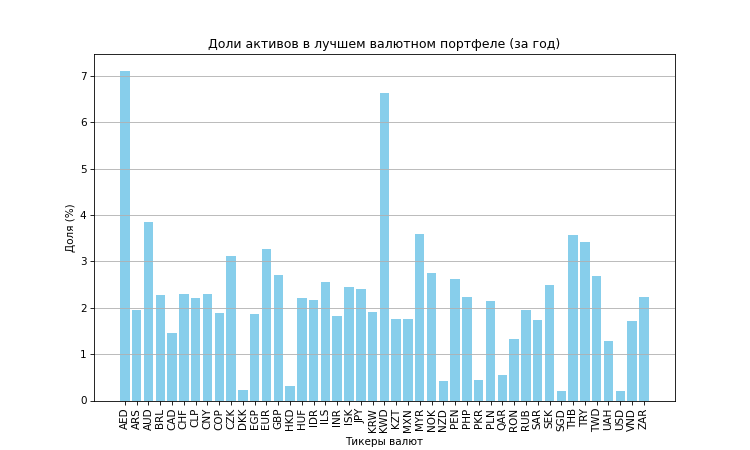 Доли активов в лучшем валютном портфеле (за год)
Доля (%)
7
6
5
4
3
2
1
0
AED
ARS
AUD
BRL
CAD
CHF
CLP
CNY
COP
CZK
DKK
EGP
EUR
GBP
HKD
HUF
IDR
ILS
INR
ISK
JPY
KRW
KWD
KZT
MXN
MYR
NOK
NZD
PEN
PHP
PKR
PLN
QAR
RON
RUB
SAR
SEK
SGD
THB
TRY
TWD
UAH
USD
VND
ZAR
Тикеры валют